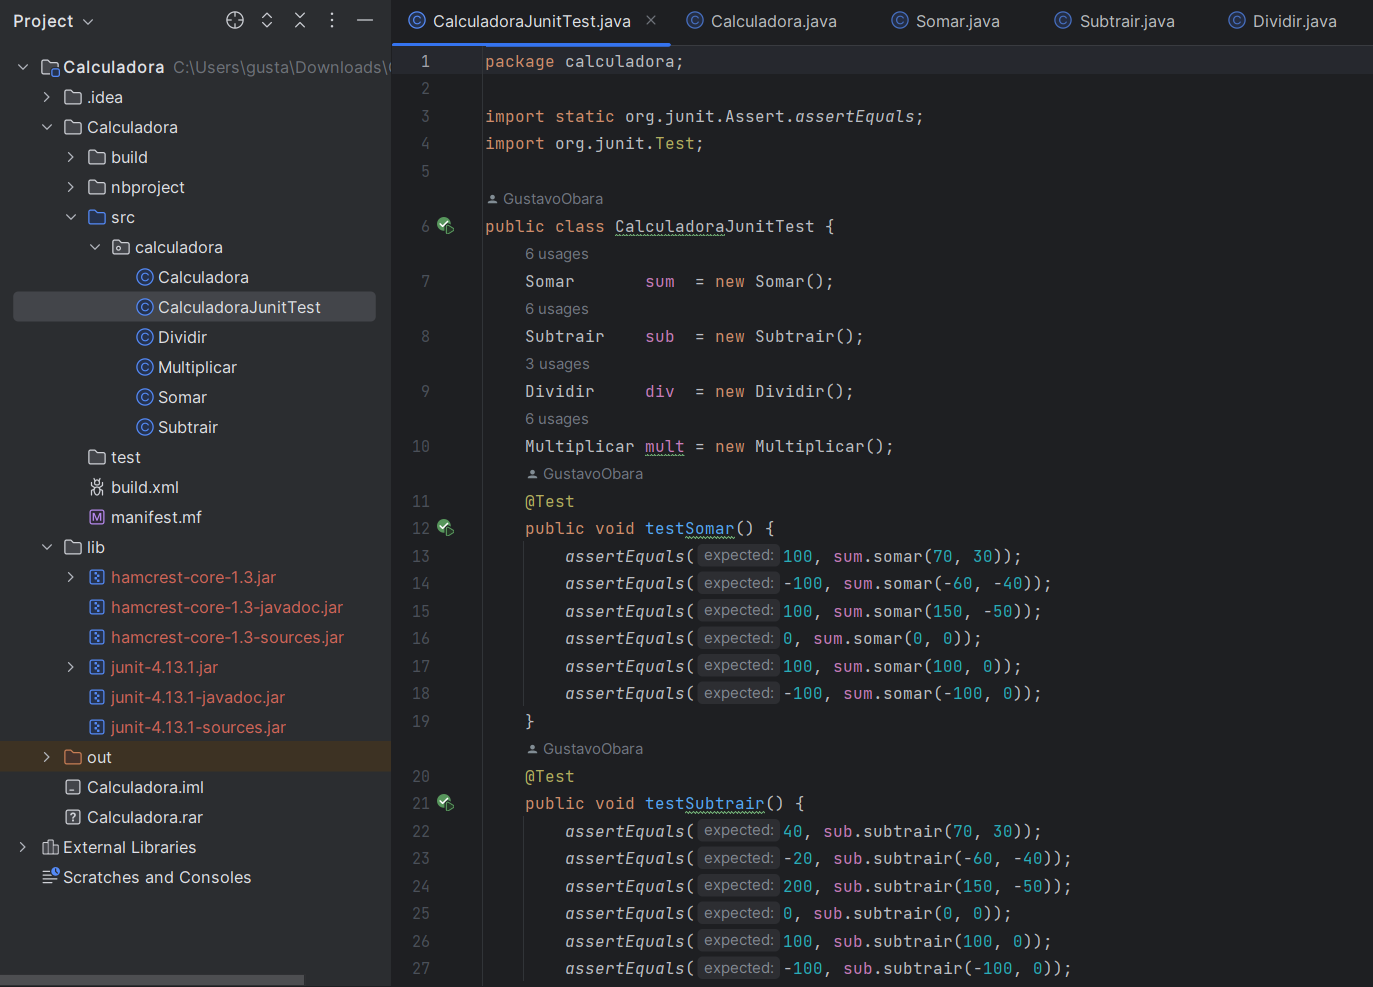 Project
Calculadora C:\Users\gusta\Downloads\
.idea
Calculadora
build
nbproject
src
calculadora
Calculadora
CalculadoraJunitTest
Dividir
Multiplicar
Somar
Subtrair
test
build.xml
manifest.mf
lib
hamcrest-core-1.3.jar
hamcrest-core-1.3-javadoc.jar
hamcrest-core-1.3-sources.jar
junit-4.13.1.jar
junit-4.13.1-javadoc.jar
junit-4.13.1-sources.jar
out
Calculadora.iml
Calculadora.rar
External Libraries
Scratches and Consoles
CalculadoraJunitTest.java Calculadora.java Somar.java Subtrair.java Dividir.java
1 package calculadora;
2
3 import static org.junit.Assert.assertEquals;
4 import org.junit.Test;
5
GustavoObara
6 public class CalculadoraJunitTest {
6 usages
7 Somar sum = new Somar();
6 usages
8 Subtrair sub = new Subtrair();
3 usages
9 Dividir div = new Dividir();
6 usages
10 Multiplicar mult = new Multiplicar();
GustavoObara
11 @Test
12 public void testSomar() {
13 assertEquals( expected: 100, sum.somar(70, 30));
14 assertEquals( expected: -100, sum.somar(-60, -40));
15 assertEquals( expected: 100, sum.somar(150, -50));
16 assertEquals( expected: 0, sum.somar(0, 0));
17 assertEquals( expected: 100, sum.somar(100, 0));
18 assertEquals( expected: -100, sum.somar(-100, 0));
19 }
GustavoObara
20 @Test
21 public void testSubtrair() {
22 assertEquals( expected: 40, sub.subtrair(70, 30));
23 assertEquals( expected: -20, sub.subtrair(-60, -40));
24 assertEquals( expected: 200, sub.subtrair(150, -50));
25 assertEquals( expected: 0, sub.subtrair(0, 0));
26 assertEquals( expected: 100, sub.subtrair(100, 0));
27 assertEquals( expected: -100, sub.subtrair(-100, 0));